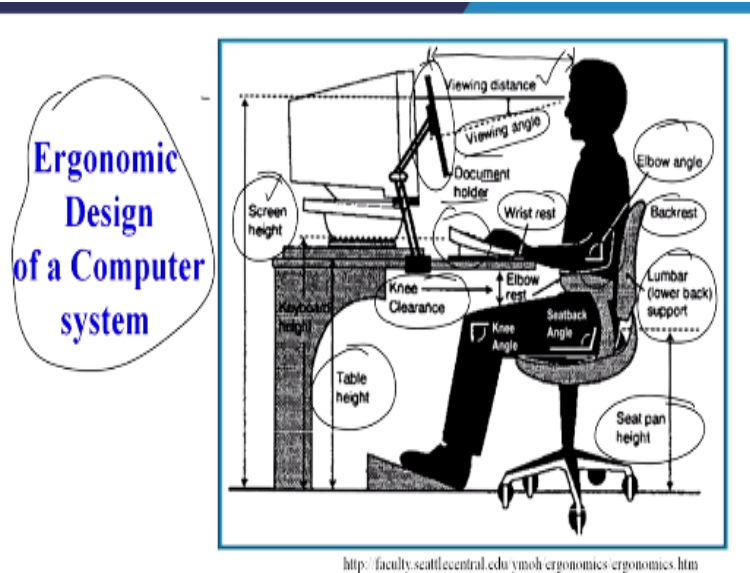 Ergonomic
Design
of a Computer
system
Viewing distance
Viewing angle
Document
holder
Elbow angle
Screen
height
Wrist rest
Backrest
Knee
Clearance
Elbow
rest
Lumbar
(lower back)
support
Keyboard
height
Knee
Angle
Seatback
Angle
Table
height
Seat pan
height
http://faculty.seattlecentral.edu/ymoh/ergonomics/ergonomics.htm